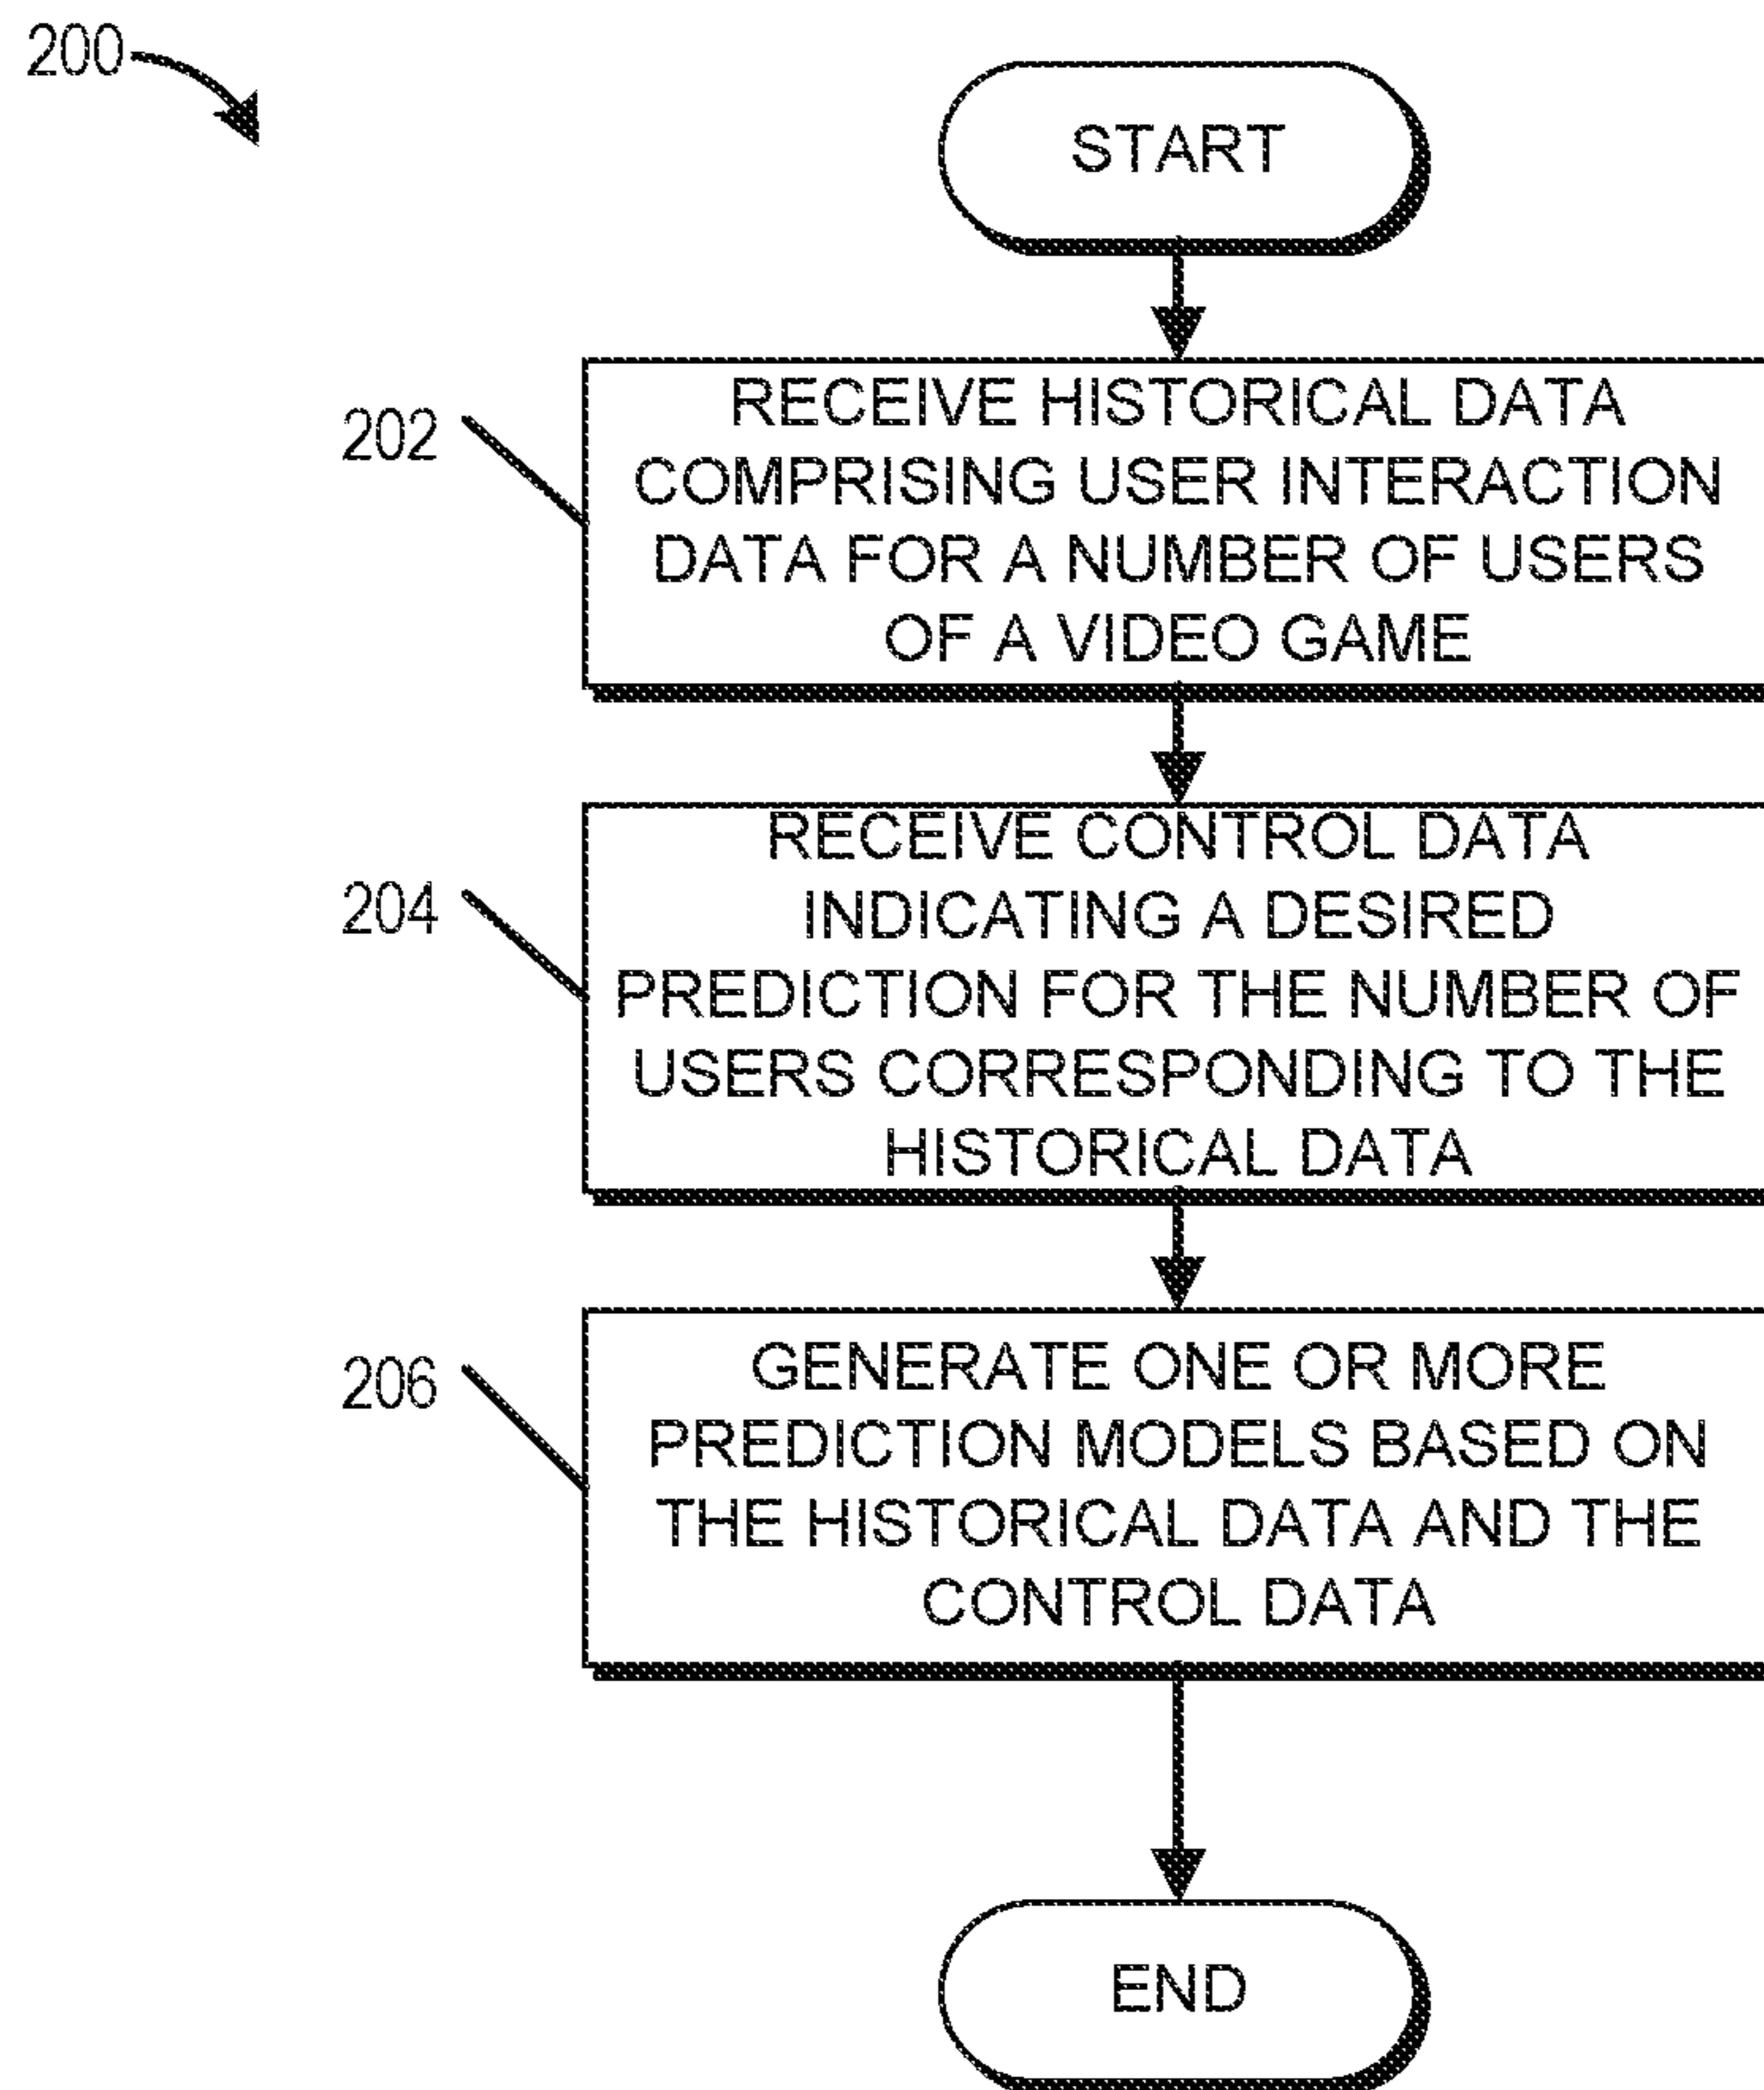 200
START
202
RECEIVE HISTORICAL DATA
COMPRISING USER INTERACTION
DATA FOR A NUMBER OF USERS
OF A VIDEO GAME
204
RECEIVE CONTROL DATA
INDICATING A DESIRED
PREDICTION FOR THE NUMBER OF
USERS CORRESPONDING TO THE
HISTORICAL DATA
206
GENERATE ONE OR MORE
PREDICTION MODELS BASED ON
THE HISTORICAL DATA AND THE
CONTROL DATA
END